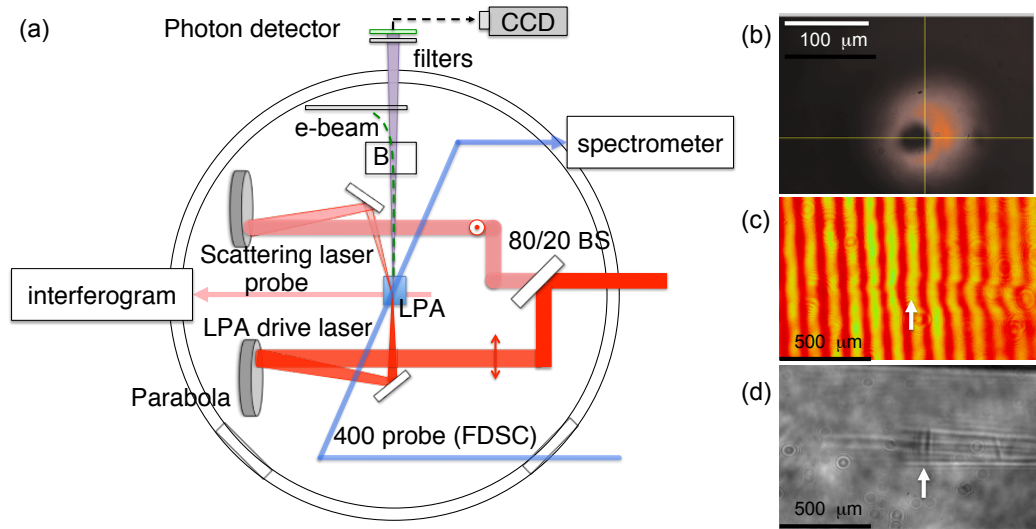 (a)
Photon detector
CCD
filters
e-beam
B
spectrometer
80/20 BS
Scattering laser
probe
interferogram
LPA
LPA drive laser
Parabola
400 probe (FDSC)
(b)
100 μm
(c)
500 μm
(d)
500 μm